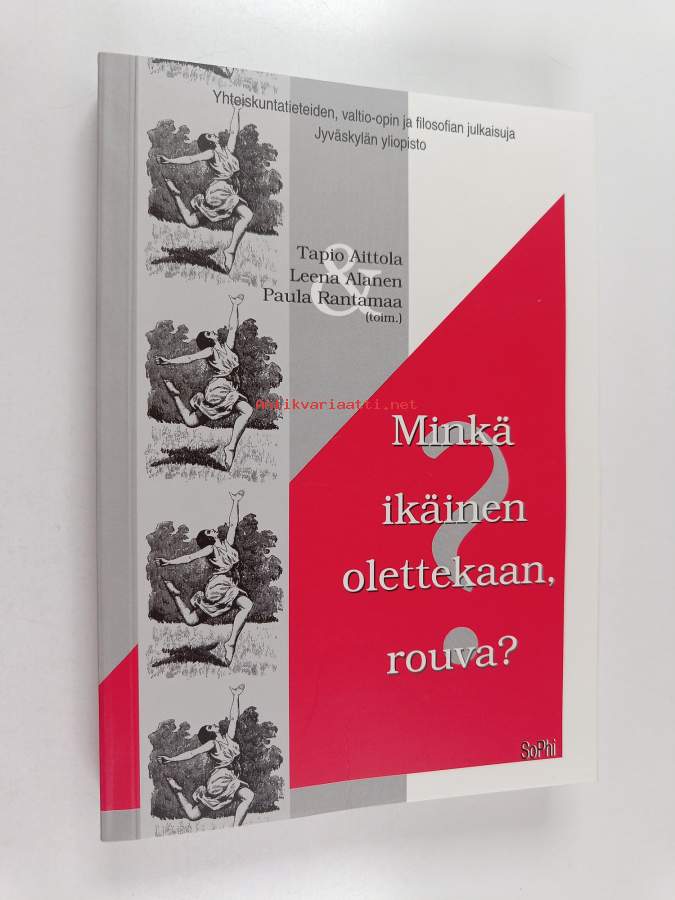 Yhteiskuntatieteiden, valtio-opin ja filosofian julkaisuja
Jyväskylän yliopisto
&
Tapio Aittola
Leena Alanen
Paula Rantamaa
(toim.)
Antikvariaatti.net
?
Minkä
ikäinen
olettekaan,
rouva?
SoPhi